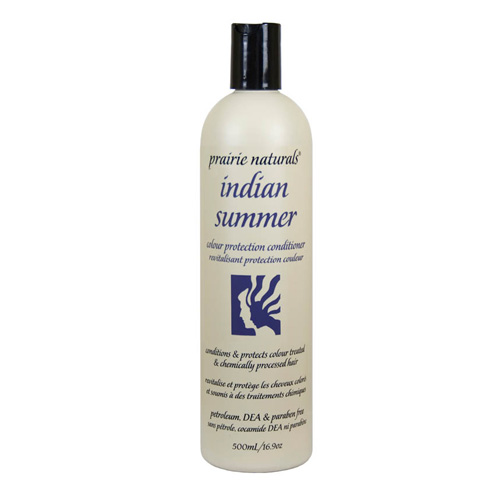 prairie naturals®
indian
summer
colour protection conditioner
revitalisant protection couleur
conditions & protects colour treated
& chemically processed hair
revitalise et protège les cheveux colorés
et soumis à des traitements chimiques
petroleum, DEA & paraben free
sans pétrole, cocamide DEA ni parabène
500mL/16.9oz